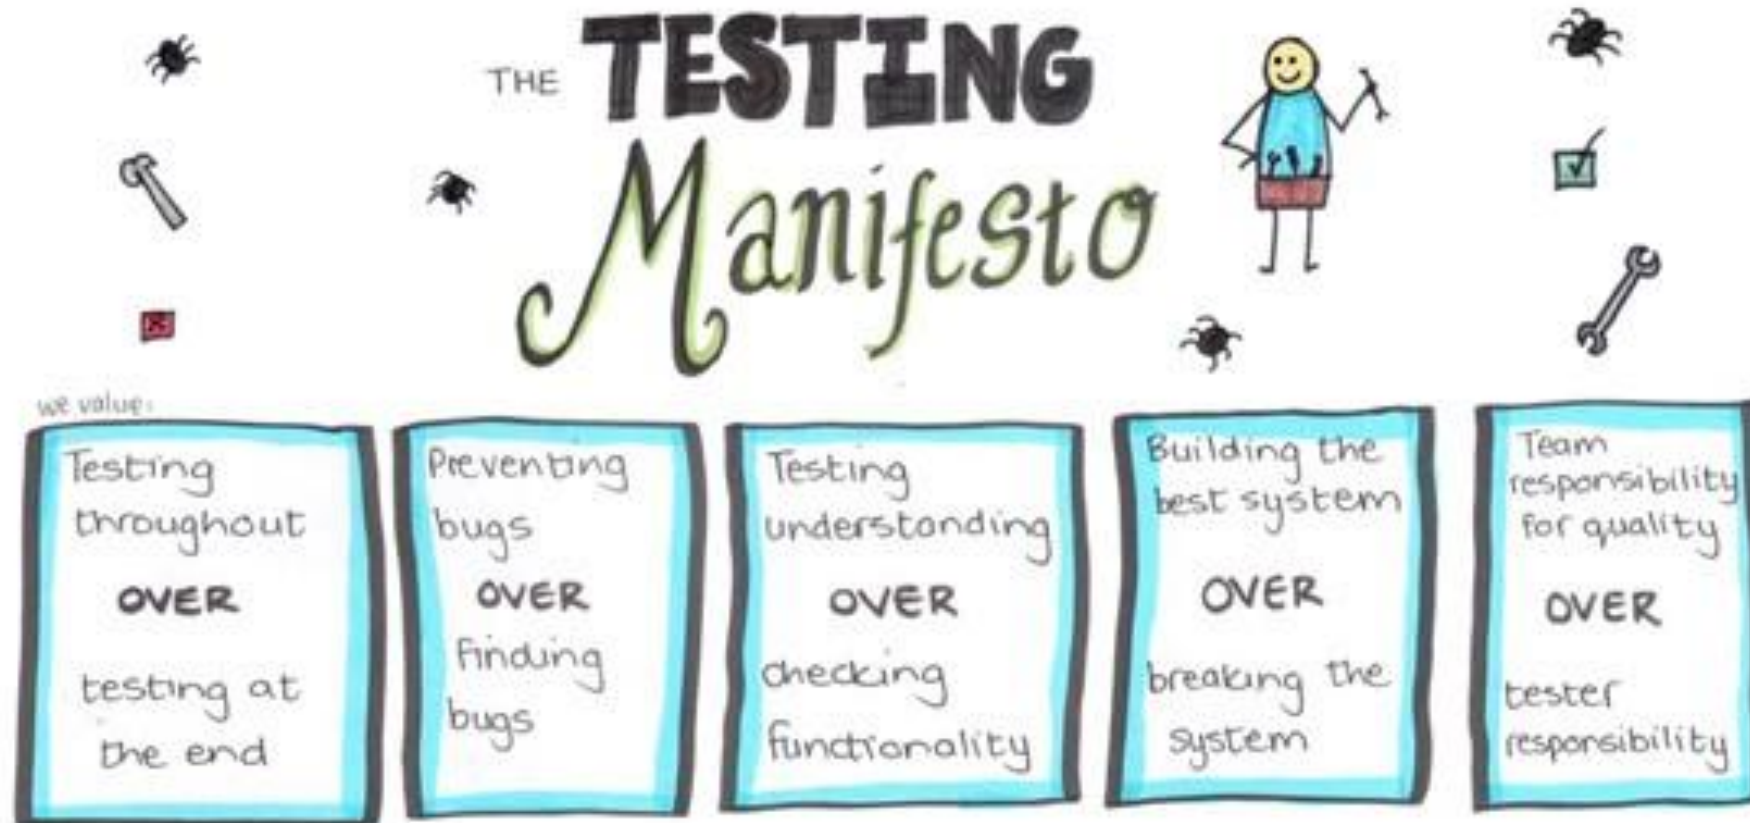 THE TESTING
Manifesto
we value:
Testing
throughout
OVER
testing at
the end
Preventing
bugs
OVER
finding
bugs
Testing
understanding
OVER
checking
functionality
Building the
best system
OVER
breaking the
system
Team
responsibility
for quality
OVER
tester
responsibility